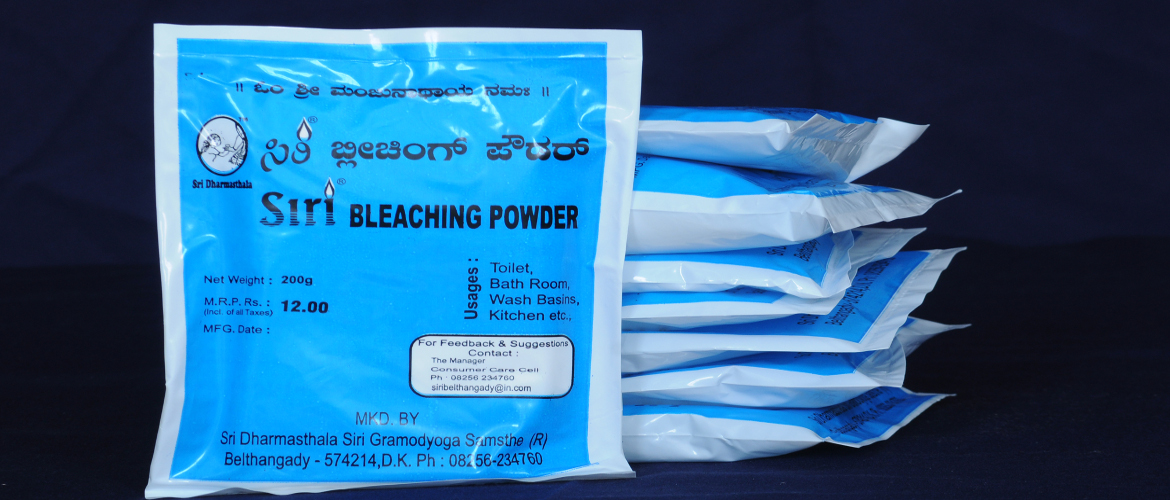 ॥ ಓಂ ಶ್ರೀ ಮಂಜುನಾಥಾಯ ನಮಃ ॥
ಸಿರಿ® ಬ್ಲೀಚಿಂಗ್ ಪೌಡರ್
Sri Dharmasthala
Siri® BLEACHING POWDER
Net Weight : 200g
M.R.P. Rs. : 12.00
(Incl. of all Taxes)
MFG. Date :
Usages : Toilet,
Bath Room,
Wash Basins,
Kitchen etc.,
For Feedback & Suggestions
Contact :
The Manager
Consumer Care Cell
Ph : 08256 234760
siribelthangady@in.com
MKD. BY
Sri Dharmasthala Siri Gramodyoga Samsthe (R)
Belthangady - 574214,D.K. Ph : 08256-234760